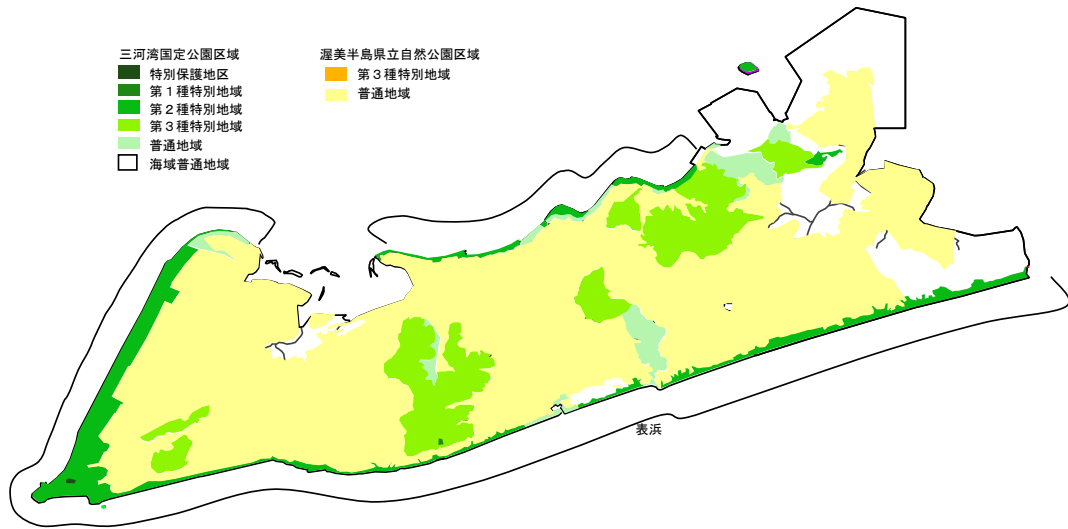 三河湾国定公園区域
特別保護地区
第１種特別地域
第２種特別地域
第３種特別地域
普通地域
海域普通地域
渥美半島県立自然公園区域
第３種特別地域
普通地域
表浜